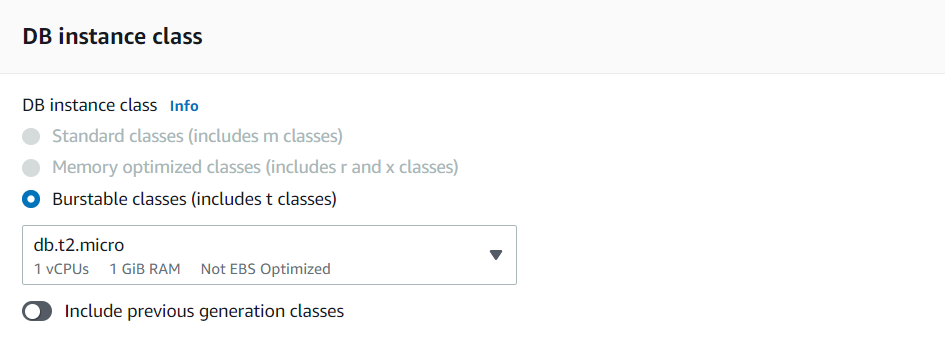 DB instance class
DB instance class Info
Standard classes (includes m classes)
Memory optimized classes (includes r and x classes)
Burstable classes (includes t classes)
db.t2.micro
1 vCPUs 1 GiB RAM Not EBS Optimized
Include previous generation classes